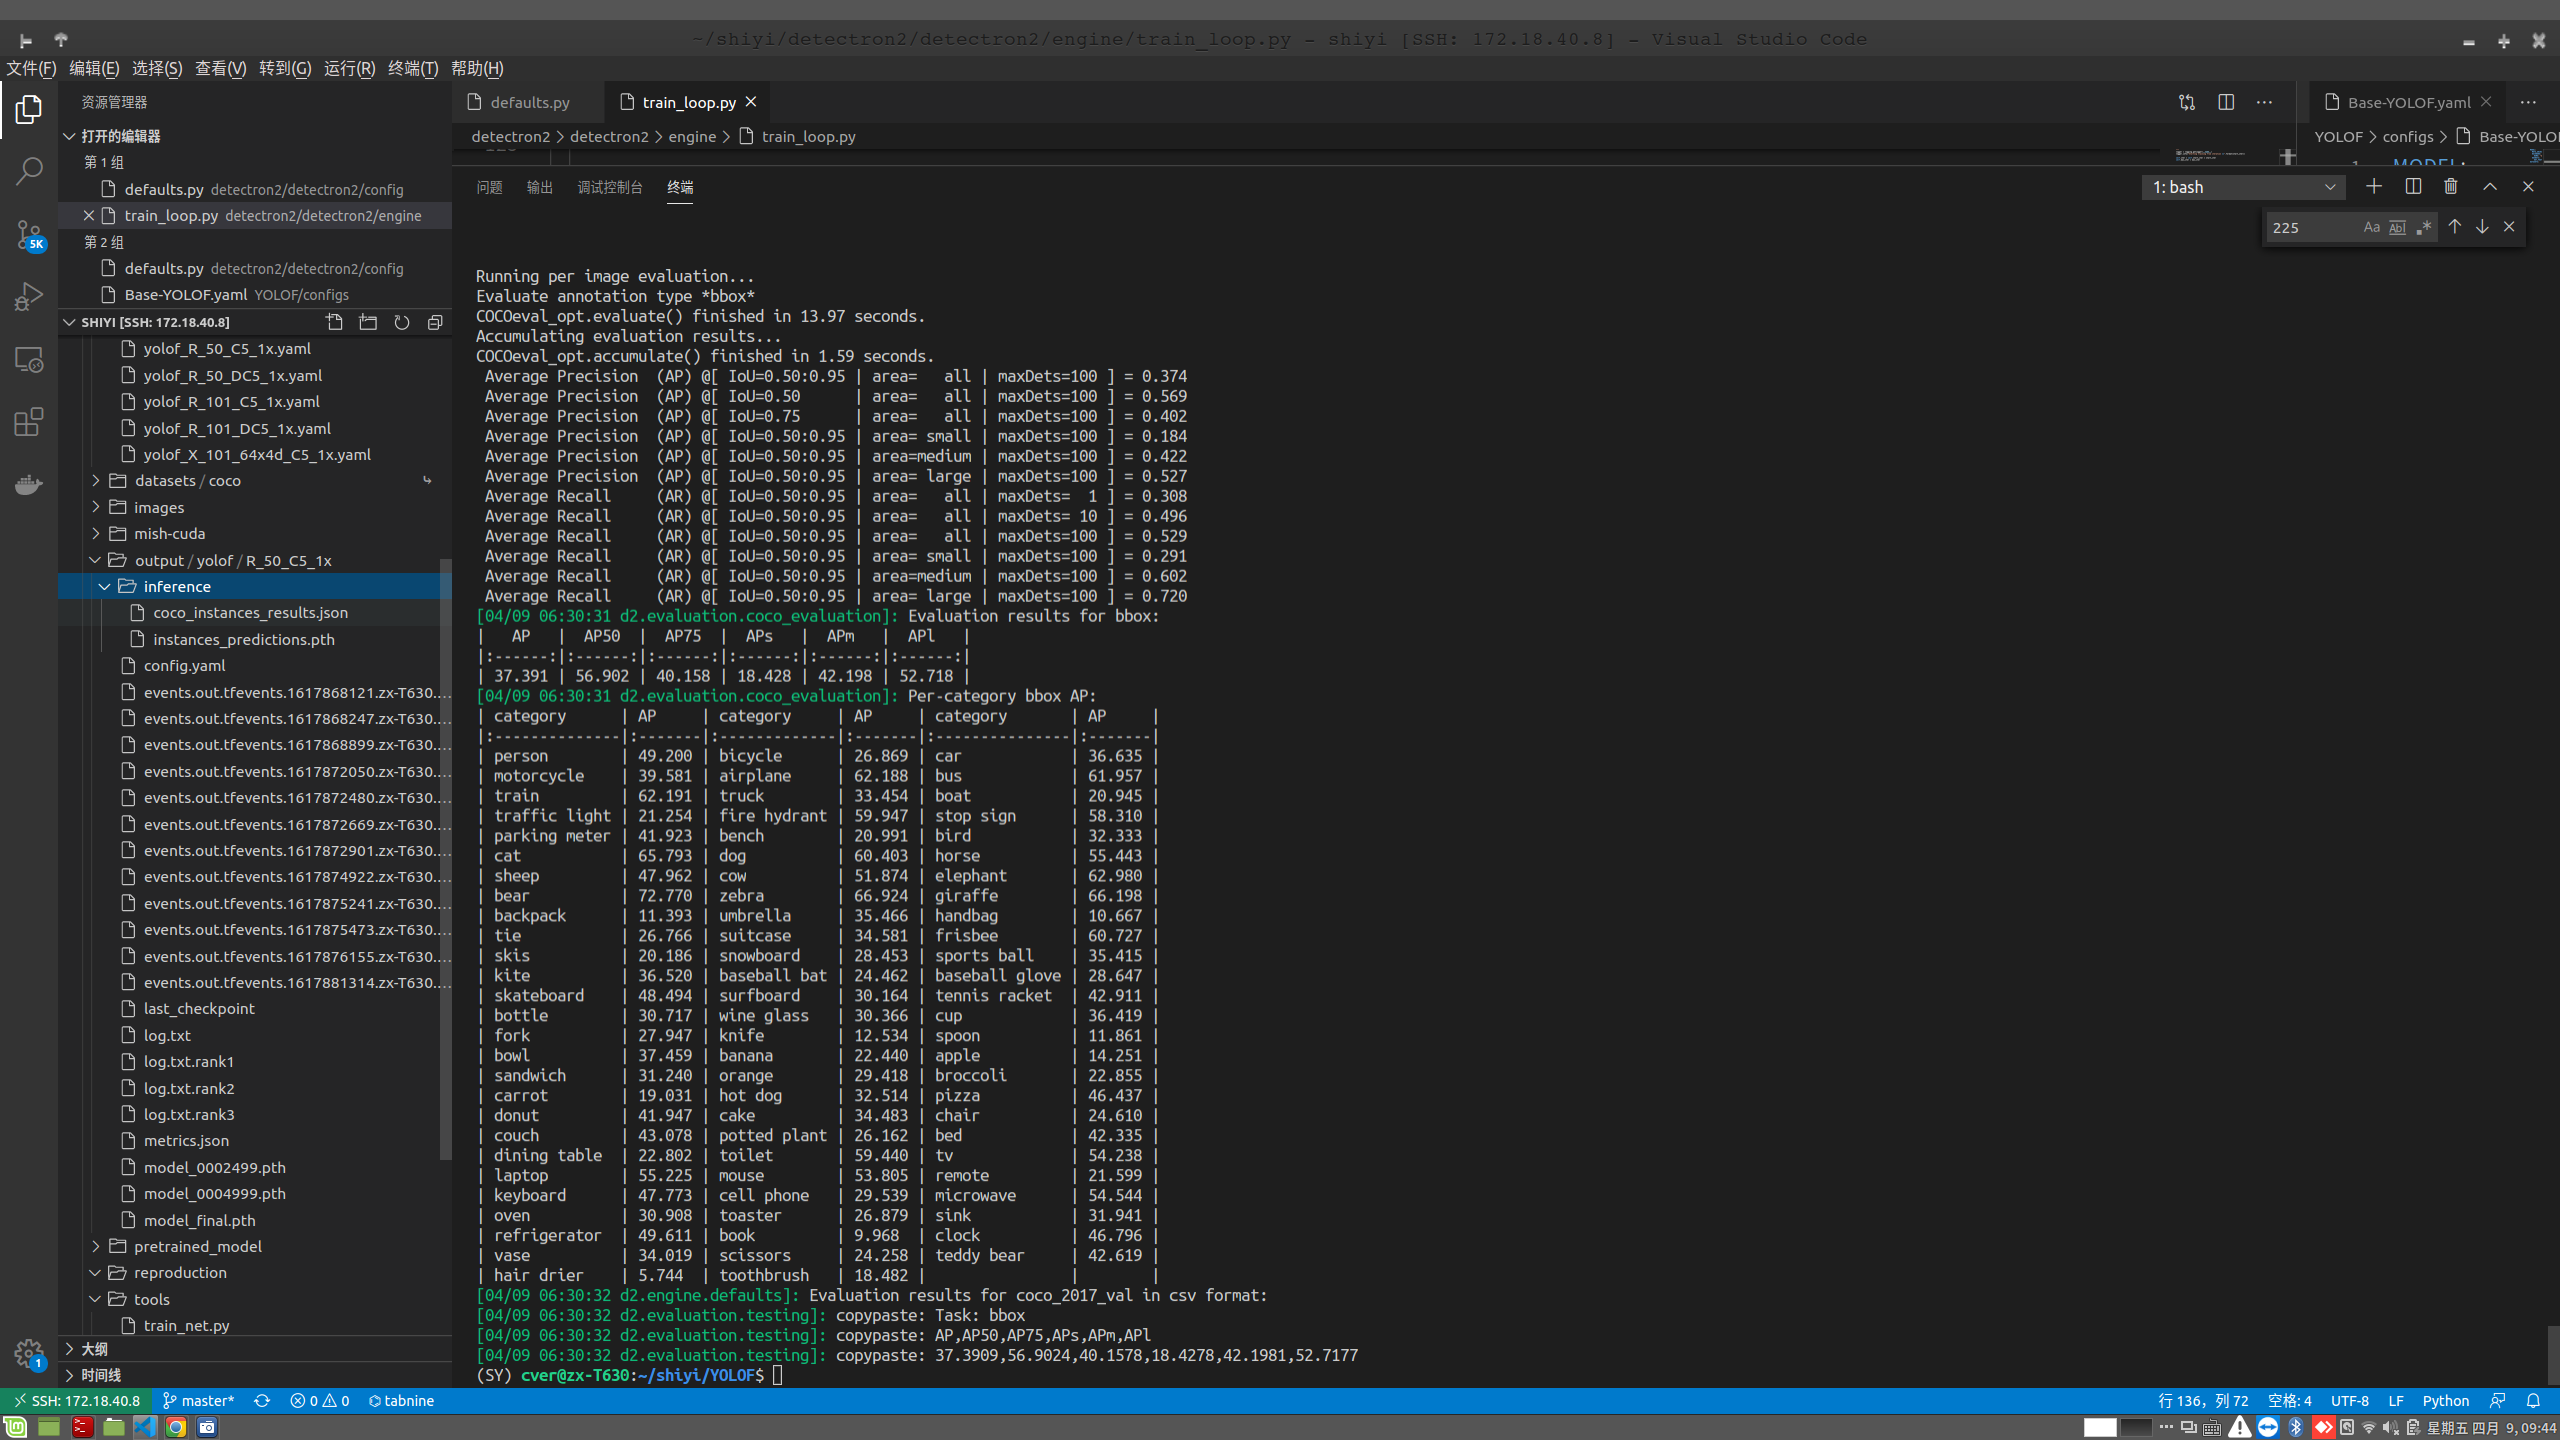 ~/shiyi/detectron2/detectron2/engine/train_loop.py - shiyi [SSH: 172.18.40.8] - Visual Studio Code
文件(F) 编辑(E) 选择(S) 查看(V) 转到(G) 运行(R) 终端(T) 帮助(H)
资源管理器
打开的编辑器
第 1 组
defaults.py detectron2/detectron2/config
train_loop.py detectron2/detectron2/engine
第 2 组
defaults.py detectron2/detectron2/config
Base-YOLOF.yaml YOLOF/configs
SHIYI [SSH: 172.18.40.8]
yolof_R_50_C5_1x.yaml
yolof_R_50_DC5_1x.yaml
yolof_R_101_C5_1x.yaml
yolof_R_101_DC5_1x.yaml
yolof_X_101_64x4d_C5_1x.yaml
datasets / coco
images
mish-cuda
output / yolof / R_50_C5_1x
inference
coco_instances_results.json
instances_predictions.pth
config.yaml
events.out.tfevents.1617868121.zx-T630....
events.out.tfevents.1617868247.zx-T630....
events.out.tfevents.1617868899.zx-T630....
events.out.tfevents.1617872050.zx-T630....
events.out.tfevents.1617872480.zx-T630....
events.out.tfevents.1617872669.zx-T630....
events.out.tfevents.1617872901.zx-T630....
events.out.tfevents.1617874922.zx-T630....
events.out.tfevents.1617875241.zx-T630....
events.out.tfevents.1617875473.zx-T630....
events.out.tfevents.1617876155.zx-T630....
events.out.tfevents.1617881314.zx-T630....
last_checkpoint
log.txt
log.txt.rank1
log.txt.rank2
log.txt.rank3
metrics.json
model_0002499.pth
model_0004999.pth
model_final.pth
pretrained_model
reproduction
tools
train_net.py
大纲
时间线
5K
1
defaults.py train_loop.py
detectron2 > detectron2 > engine > train_loop.py
Base-YOLOF.yaml
YOLOF > configs > Base-YOLO
1 MODEL:
问题 输出 调试控制台 终端
1: bash
225
Running per image evaluation...
Evaluate annotation type *bbox*
COCOeval_opt.evaluate() finished in 13.97 seconds.
Accumulating evaluation results...
COCOeval_opt.accumulate() finished in 1.59 seconds.
Average Precision (AP) @[ IoU=0.50:0.95 | area= all | maxDets=100 ] = 0.374
Average Precision (AP) @[ IoU=0.50 | area= all | maxDets=100 ] = 0.569
Average Precision (AP) @[ IoU=0.75 | area= all | maxDets=100 ] = 0.402
Average Precision (AP) @[ IoU=0.50:0.95 | area= small | maxDets=100 ] = 0.184
Average Precision (AP) @[ IoU=0.50:0.95 | area=medium | maxDets=100 ] = 0.422
Average Precision (AP) @[ IoU=0.50:0.95 | area= large | maxDets=100 ] = 0.527
Average Recall (AR) @[ IoU=0.50:0.95 | area= all | maxDets= 1 ] = 0.308
Average Recall (AR) @[ IoU=0.50:0.95 | area= all | maxDets= 10 ] = 0.496
Average Recall (AR) @[ IoU=0.50:0.95 | area= all | maxDets=100 ] = 0.529
Average Recall (AR) @[ IoU=0.50:0.95 | area= small | maxDets=100 ] = 0.291
Average Recall (AR) @[ IoU=0.50:0.95 | area=medium | maxDets=100 ] = 0.602
Average Recall (AR) @[ IoU=0.50:0.95 | area= large | maxDets=100 ] = 0.720
[04/09 06:30:31 d2.evaluation.coco_evaluation]: Evaluation results for bbox:
| AP | AP50 | AP75 | APs | APm | APl |
|:------:|:------:|:------:|:------:|:------:|:------:|
| 37.391 | 56.902 | 40.158 | 18.428 | 42.198 | 52.718 |
[04/09 06:30:31 d2.evaluation.coco_evaluation]: Per-category bbox AP:
| category | AP | category | AP | category | AP |
|:--------------|:-------|:-------------|:-------|:---------------|:-------|
| person | 49.200 | bicycle | 26.869 | car | 36.635 |
| motorcycle | 39.581 | airplane | 62.188 | bus | 61.957 |
| train | 62.191 | truck | 33.454 | boat | 20.945 |
| traffic light | 21.254 | fire hydrant | 59.947 | stop sign | 58.310 |
| parking meter | 41.923 | bench | 20.991 | bird | 32.333 |
| cat | 65.793 | dog | 60.403 | horse | 55.443 |
| sheep | 47.962 | cow | 51.874 | elephant | 62.980 |
| bear | 72.770 | zebra | 66.924 | giraffe | 66.198 |
| backpack | 11.393 | umbrella | 35.466 | handbag | 10.667 |
| tie | 26.766 | suitcase | 34.581 | frisbee | 60.727 |
| skis | 20.186 | snowboard | 28.453 | sports ball | 35.415 |
| kite | 36.520 | baseball bat | 24.462 | baseball glove | 28.647 |
| skateboard | 48.494 | surfboard | 30.164 | tennis racket | 42.911 |
| bottle | 30.717 | wine glass | 30.366 | cup | 36.419 |
| fork | 27.947 | knife | 12.534 | spoon | 11.861 |
| bowl | 37.459 | banana | 22.440 | apple | 14.251 |
| sandwich | 31.240 | orange | 29.418 | broccoli | 22.855 |
| carrot | 19.031 | hot dog | 32.514 | pizza | 46.437 |
| donut | 41.947 | cake | 34.483 | chair | 24.610 |
| couch | 43.078 | potted plant | 26.162 | bed | 42.335 |
| dining table | 22.802 | toilet | 59.440 | tv | 54.238 |
| laptop | 55.225 | mouse | 53.805 | remote | 21.599 |
| keyboard | 47.773 | cell phone | 29.539 | microwave | 54.544 |
| oven | 30.908 | toaster | 26.879 | sink | 31.941 |
| refrigerator | 49.611 | book | 9.968 | clock | 46.796 |
| vase | 34.019 | scissors | 24.258 | teddy bear | 42.619 |
| hair drier | 5.744 | toothbrush | 18.482 | | |
[04/09 06:30:32 d2.engine.defaults]: Evaluation results for coco_2017_val in csv format:
[04/09 06:30:32 d2.evaluation.testing]: copypaste: Task: bbox
[04/09 06:30:32 d2.evaluation.testing]: copypaste: AP,AP50,AP75,APs,APm,APl
[04/09 06:30:32 d2.evaluation.testing]: copypaste: 37.3909,56.9024,40.1578,18.4278,42.1981,52.7177
(SY) cver@zx-T630:~/shiyi/YOLOF$
SSH: 172.18.40.8 master* 0 0 tabnine
行 136，列 72 空格: 4 UTF-8 LF Python
星期五 四月 9, 09:44